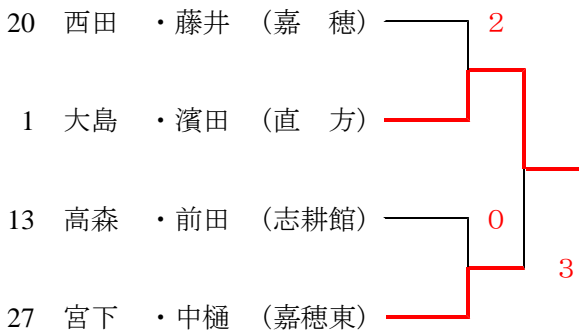 20 西田 ・藤井 (嘉 穂) 2
1 大島 ・濱田 (直 方)
13 高森 ・前田 (志耕館) 0
3
27 宮下 ・中樋 (嘉穂東)